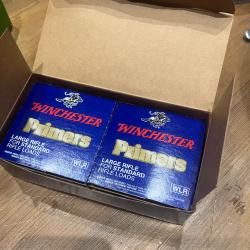 WINCHESTER
Primers
LARGE RIFLE
FOR STANDARD
RIFLE LOADS
WLR
WINCHESTER
Primers
LARGE RIFLE
FOR STANDARD
RIFLE LOADS
WLR